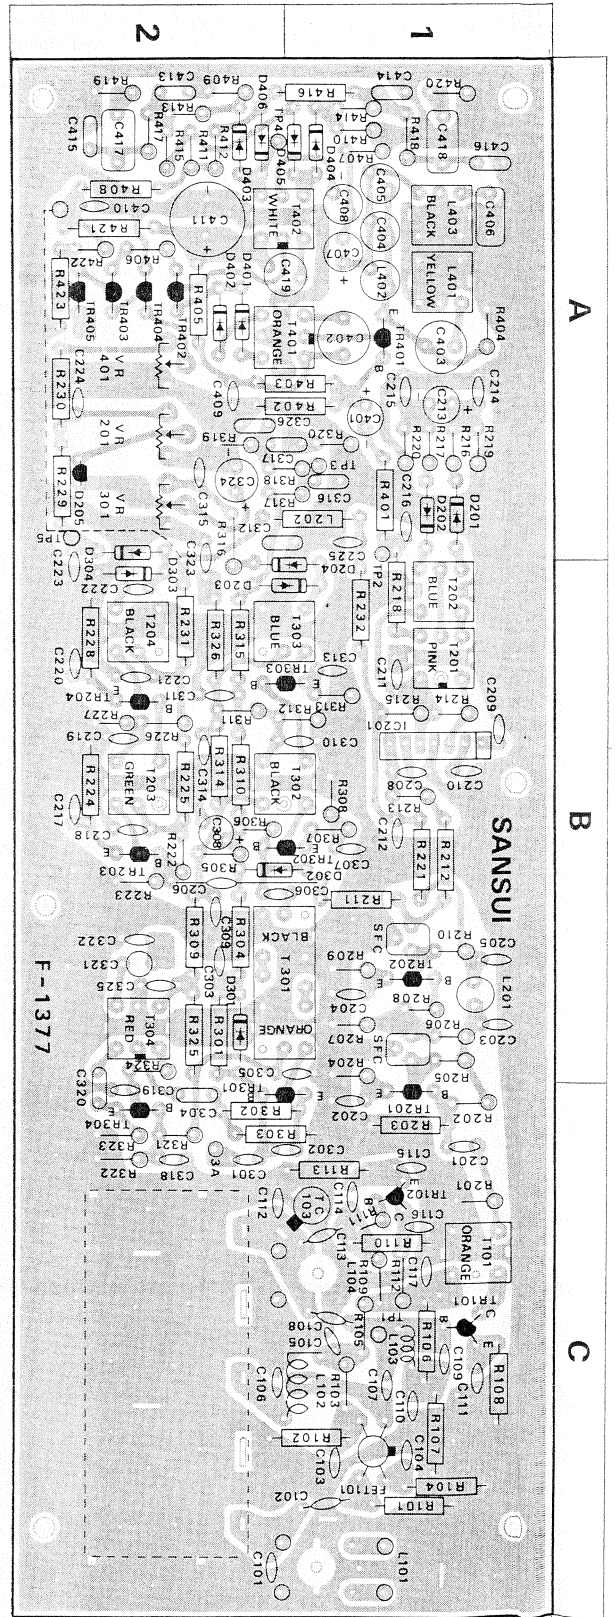 2
1
A
B
C
R419
C413
R409
D406
TP4
R416
C414
R420
R413
R414
R410
R407
R418
C418
C416
C415
C417
R417
R415
R411
R412
D403
D405
D404
C405
C408
L403
BLACK
C406
R408
C410
R421
C411
T402
WHITE
C404
C407
R422
R406
D402
D401
C419
L402
L401
YELLOW
R423
TR405
TR403
TR404
TR402
R405
T401
ORANGE
C402
E
TR401
B
C403
R404
C224
R230
VR
401
VR
201
VR
301
C409
R403
R402
C401
C215
C213
C214
R319
C326
R320
R220
R217
R216
R219
R229
D205
C315
C324
C317
R318
R317
TP3
C316
R401
C216
D202
D201
TP5
C223
D304
D303
C323
R316
C312
L202
C225
TP2
C222
D203
D204
R232
R218
T202
BLUE
R228
T204
BLACK
R231
R326
R315
T303
BLUE
T201
PINK
C220
C221
TR204
E
B
C311
TR303
B
E
C313
C211
R215
R214
C209
R227
R226
C219
R311
R312
R313
C310
IC201
R224
T203
GREEN
R225
C314
R314
R310
T302
BLACK
R308
C208
R213
C210
C217
C218
C308
R306
R307
C212
R221
R212
SANSUI
E
TR203
B
R222
R305
D302
B
TR302
E
C307
R223
C206
C306
R211
C322
C321
C325
R309
C309
R304
BLACK
T301
ORANGE
SFC
R210
C205
R209
TR202
B
E
R208
L201
F-1377
T304
RED
R325
C303
R301
D301
C204
R207
SFC
R206
C203
R324
C305
R204
R205
C320
C319
TR304
E
B
C304
TR301
B
E
R302
C202
TR201
E
B
R203
R202
R323
R321
R303
R322
C318
3A
C301
C302
R113
C115
C201
R201
C112
TC
103
C114
R111
E
B
C
TR102
C116
C113
R110
T101
ORANGE
L104
R109
R112
C117
TR101
C
B
E
C108
C105
R105
TP1
L103
R106
C109
C111
R108
C106
L102
R103
C107
C110
R107
R102
C103
FET101
C104
R104
C102
R101
C101
L101